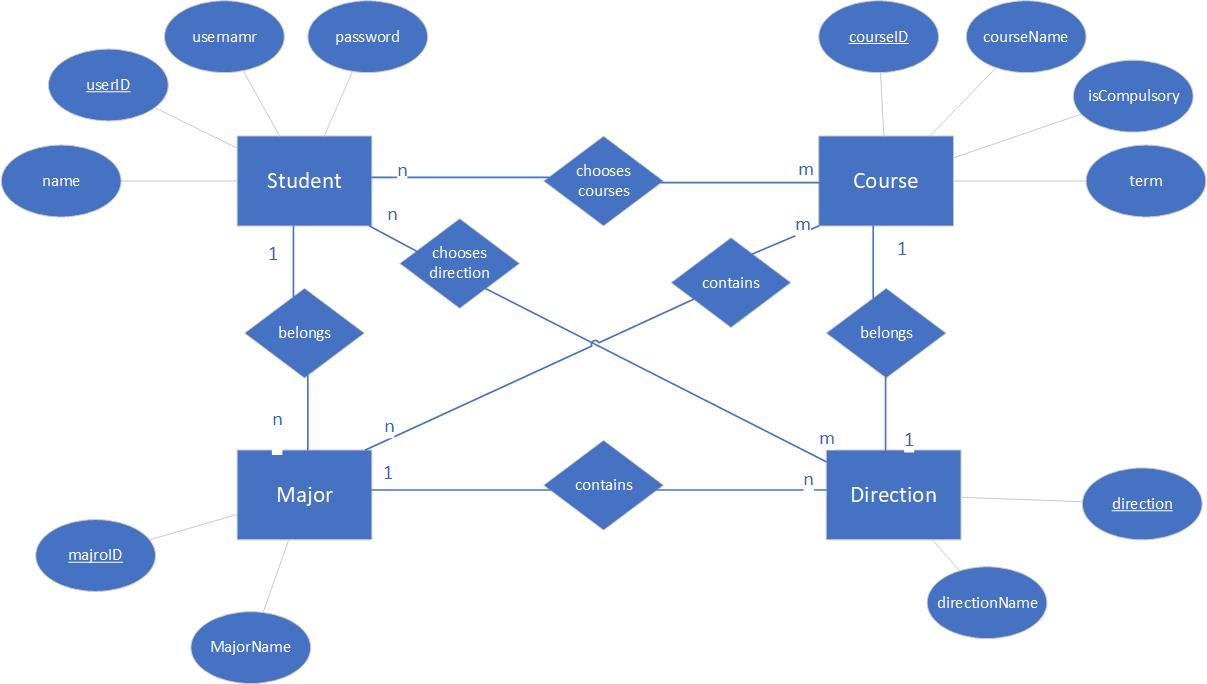 usernamr
password
courseID
courseName
userID
isCompulsory
name
Student
n
chooses
courses
m
Course
term
n
m
1
chooses
direction
contains
1
belongs
belongs
n
n
m
1
1
n
Major
contains
Direction
direction
majroID
directionName
MajorName